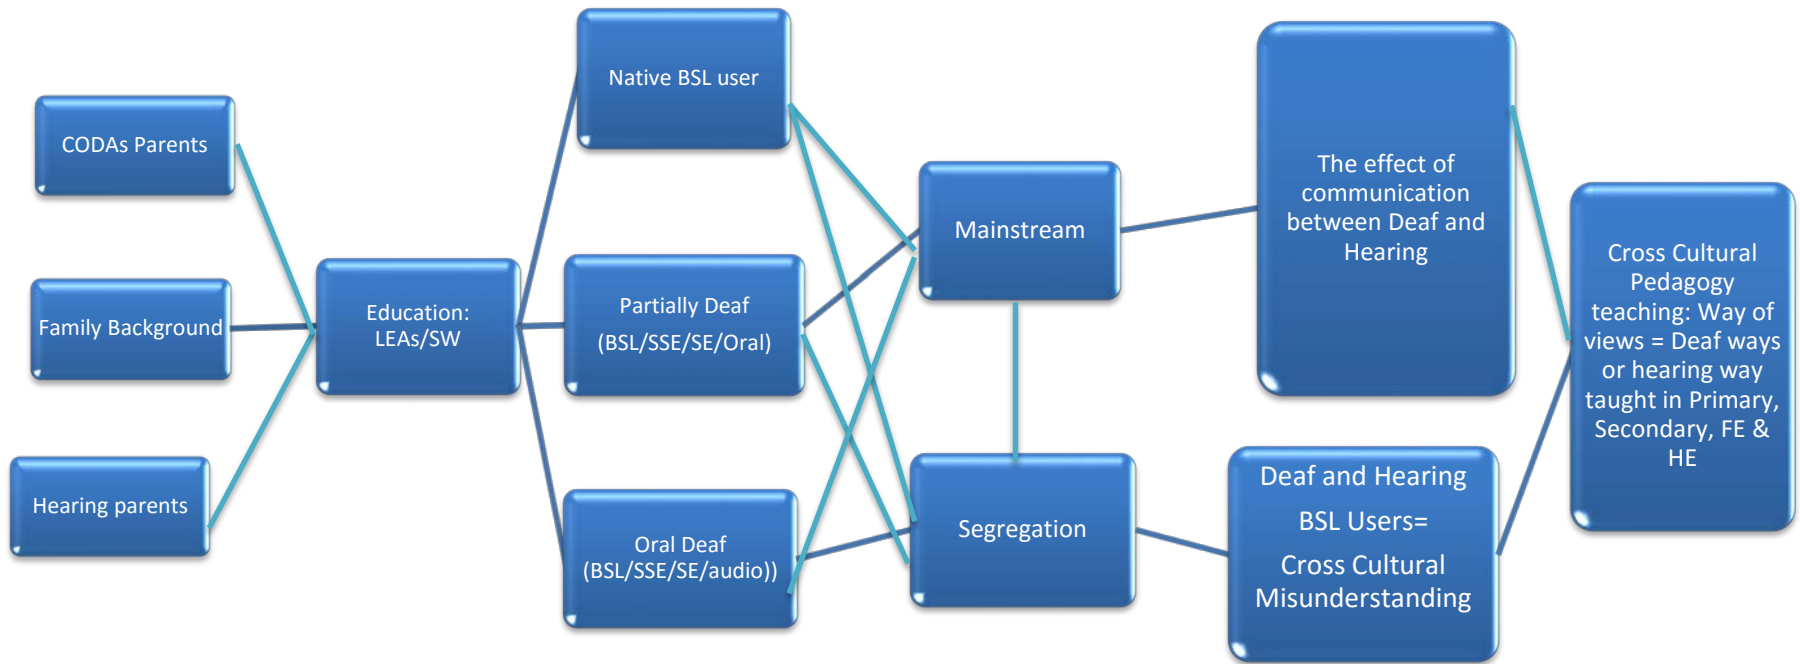 CODAs Parents
Family Background
Hearing parents
Education:
LEAs/SW
Native BSL user
Partially Deaf
(BSL/SSE/SE/Oral)
Oral Deaf
(BSL/SSE/SE/audio))
Mainstream
Segregation
The effect of
communication
between Deaf and
Hearing
Deaf and Hearing
BSL Users=
Cross Cultural
Misunderstanding
Cross Cultural
Pedagogy
teaching: Way of
views = Deaf ways
or hearing way
taught in Primary,
Secondary, FE &
HE